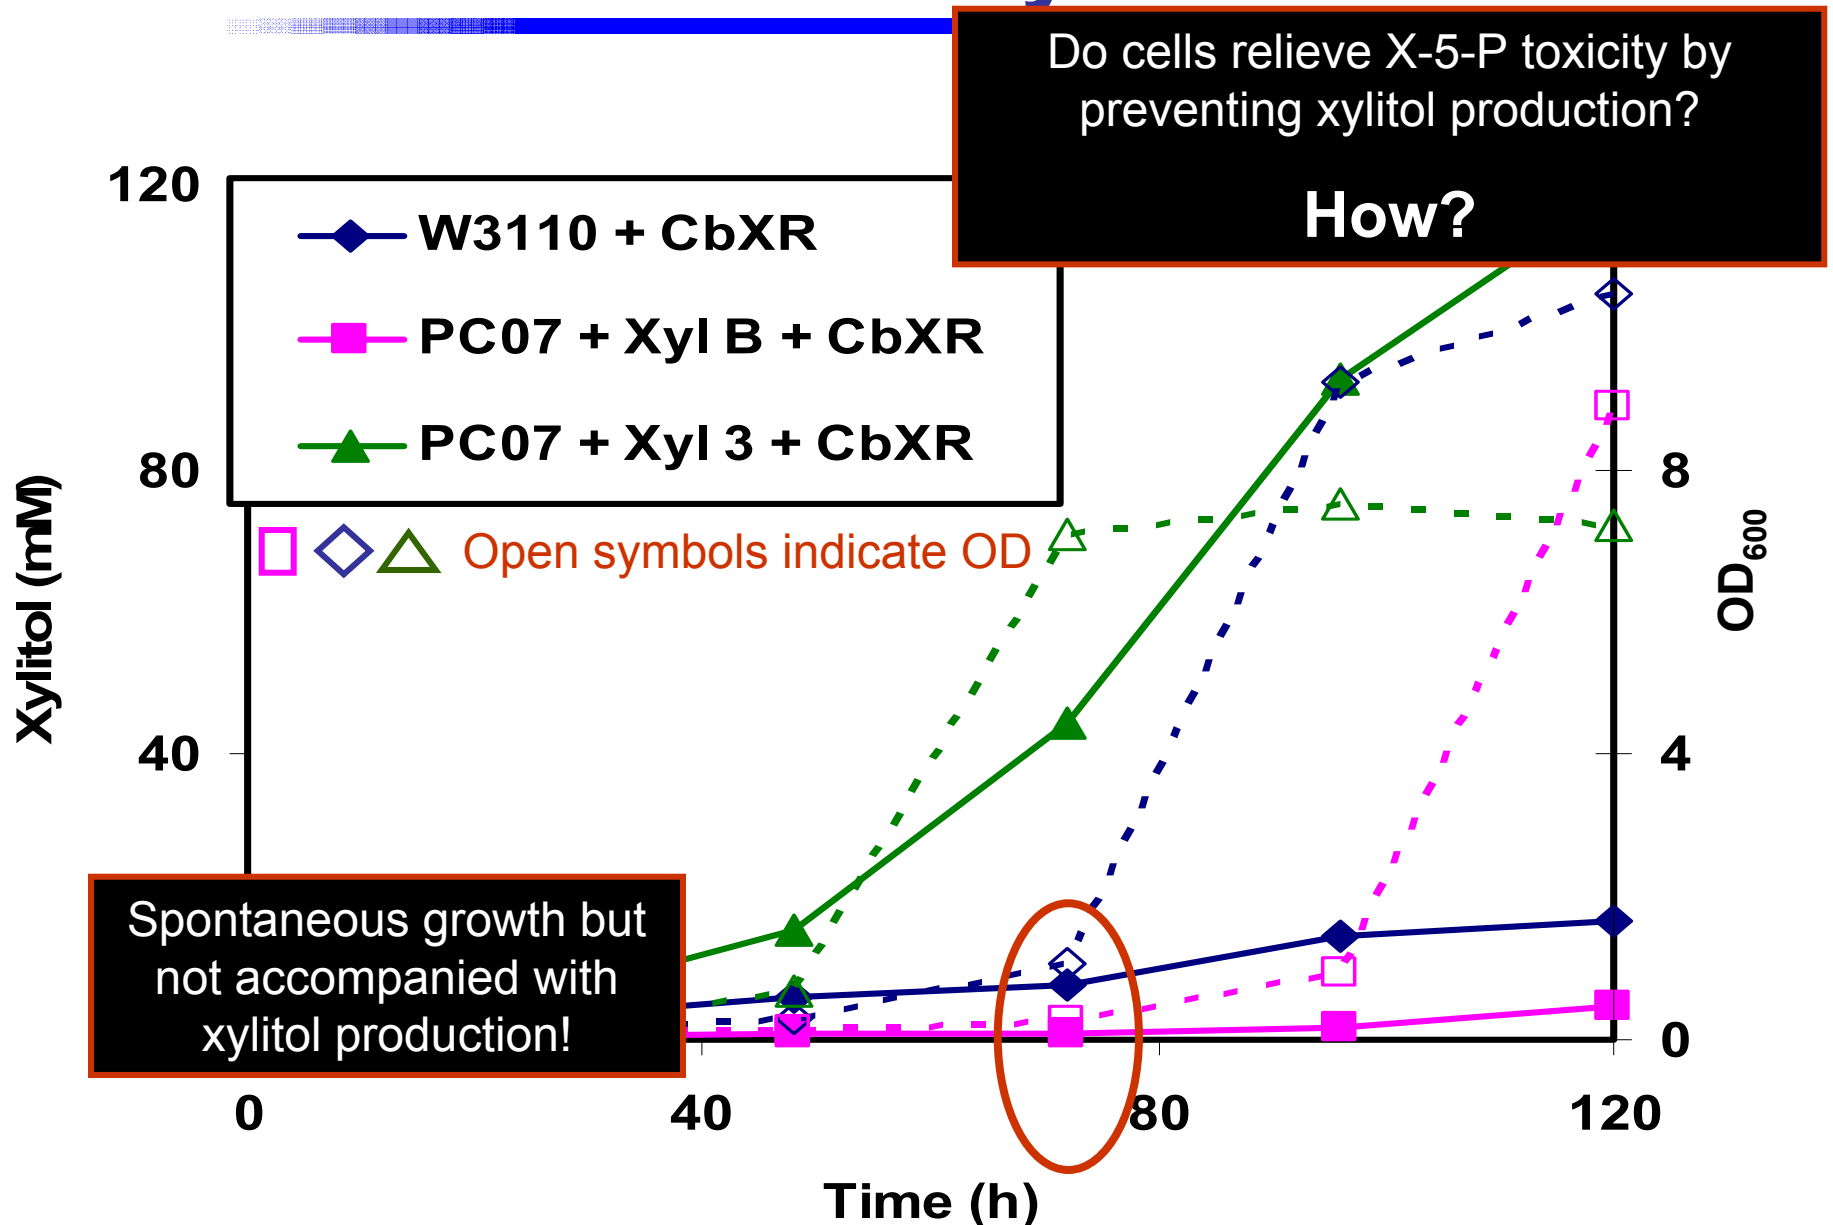 Do cells relieve X-5-P toxicity by
preventing xylitol production?
How?
120
W3110 + CbXR
PC07 + Xyl B + CbXR
PC07 + Xyl 3 + CbXR
80
8
Open symbols indicate OD
Xylitol (mM)
OD600
40
4
Spontaneous growth but
not accompanied with
xylitol production!
0
0
40
80
120
Time (h)